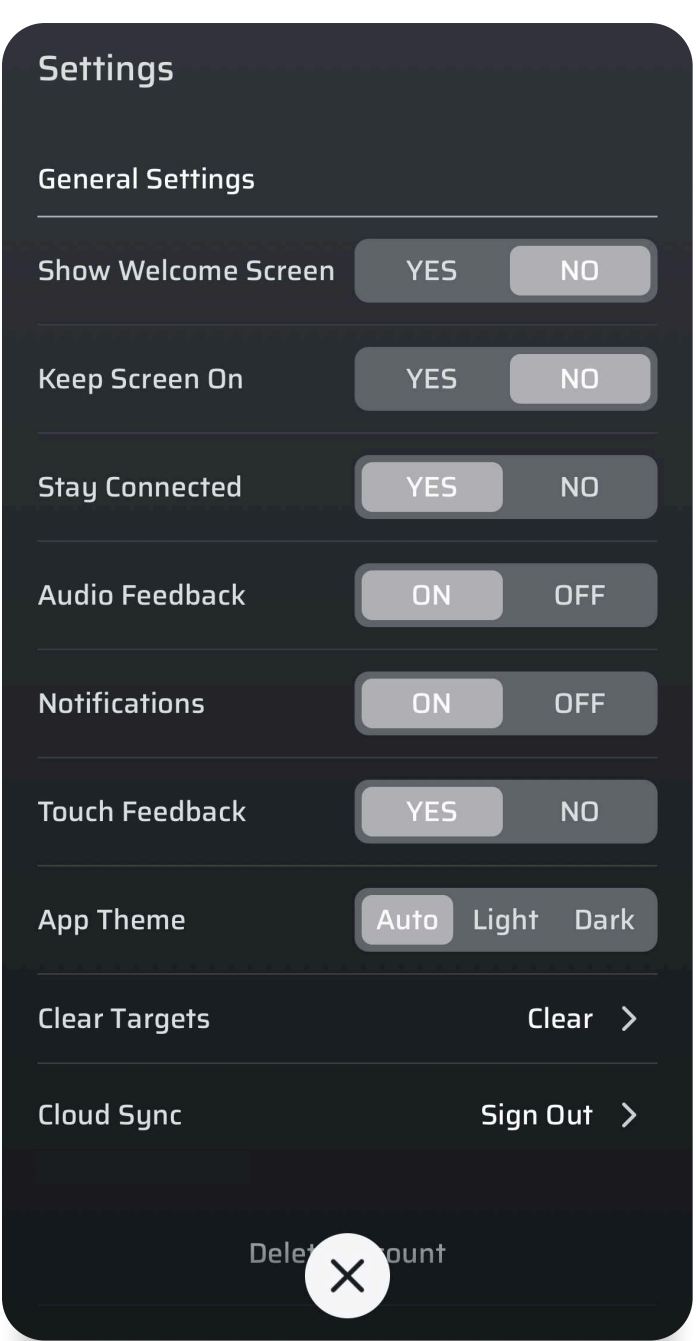 Settings
General Settings
Show Welcome Screen YES NO
Keep Screen On YES NO
Stay Connected YES NO
Audio Feedback ON OFF
Notifications ON OFF
Touch Feedback YES NO
App Theme Auto Light Dark
Clear Targets Clear
Cloud Sync Sign Out